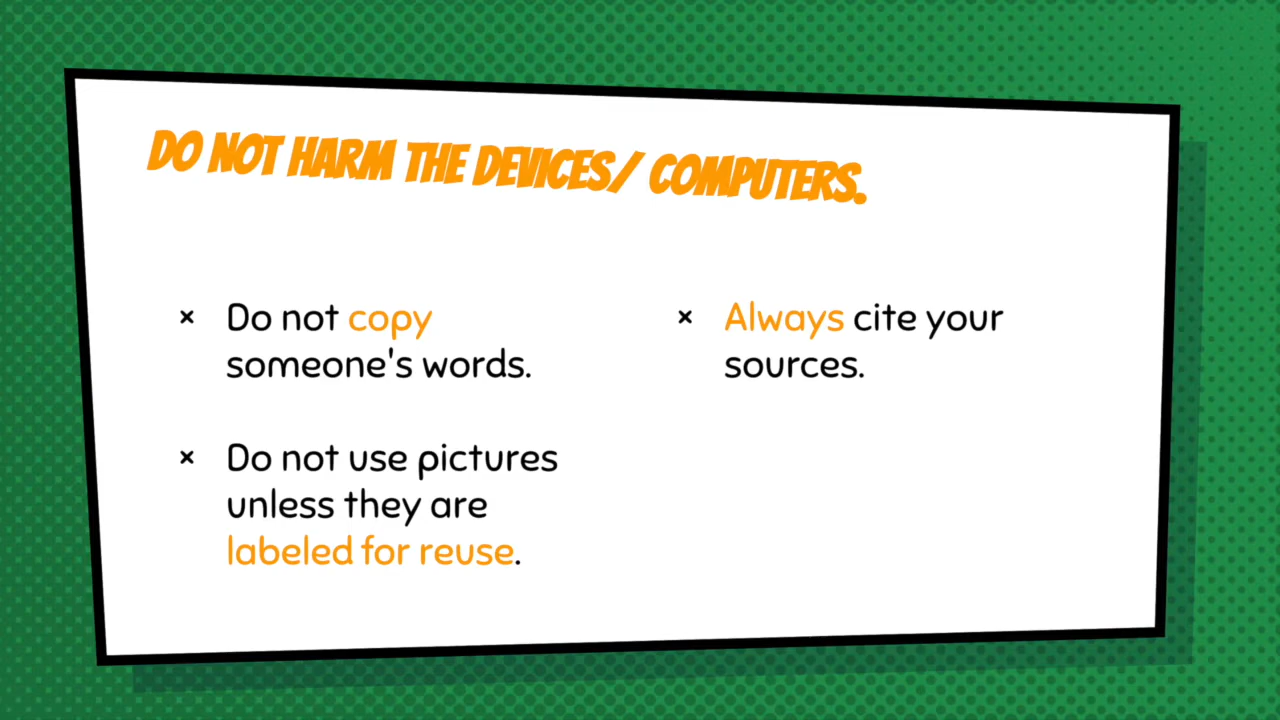 DO NOT HARM THE DEVICES/ COMPUTERS.
× Do not copy
someone's words.
× Do not use pictures
unless they are
labeled for reuse.
× Always cite your
sources.